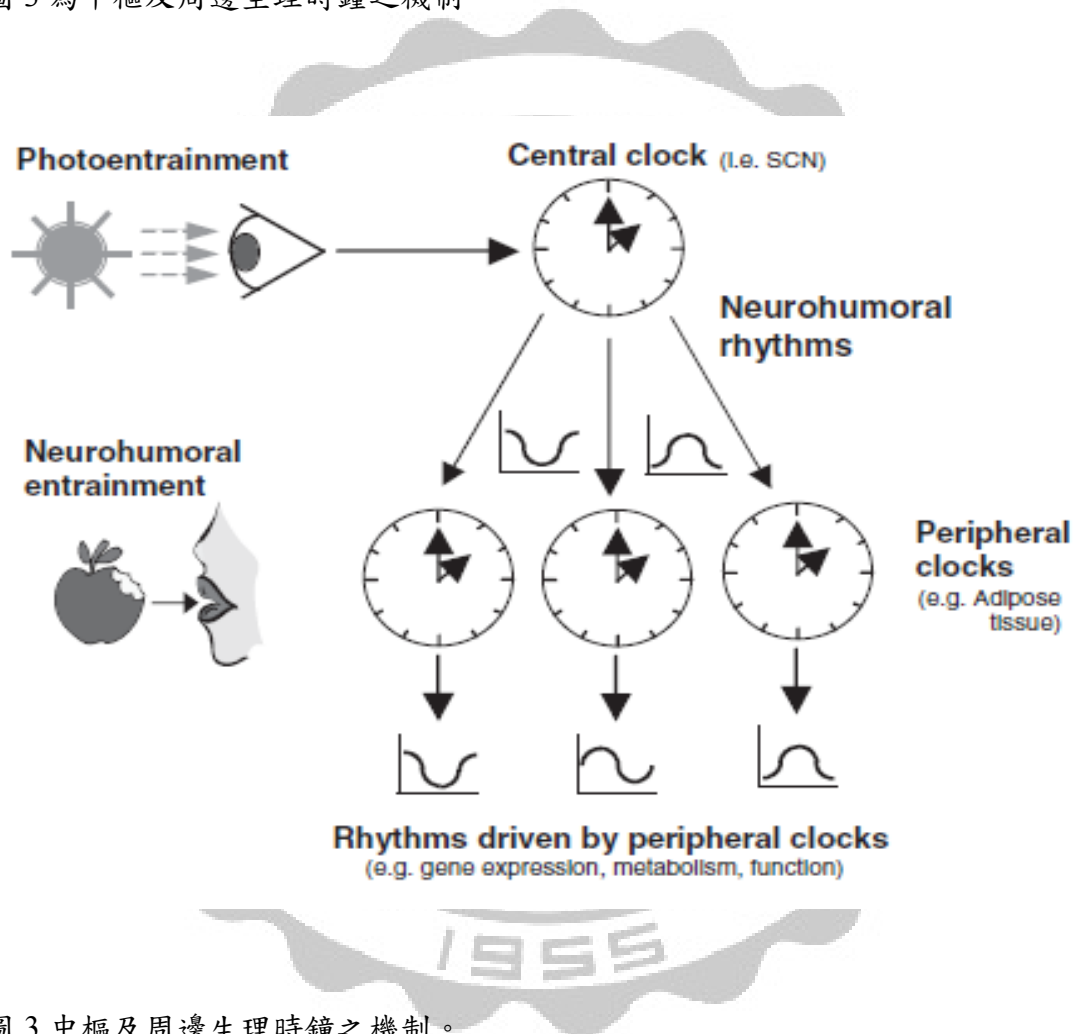 圖 3 為中樞及周邊生理時鐘之機制
Photoentrainment
Central clock (I.e. SCN)
Neurohumoral
rhythms
Neurohumoral
entrainment
Peripheral
clocks
(e.g. Adipose
tissue)
Rhythms driven by peripheral clocks
(e.g. gene expression, metabolism, function)
1955
圖 3 中樞及周邊生理時鐘之機制。